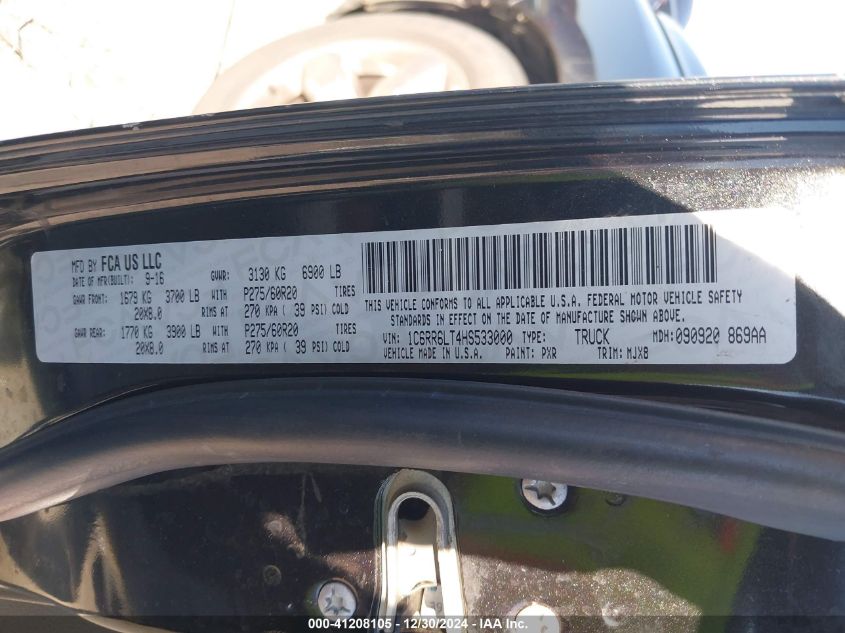 MFD BY FCA US LLC
DATE OF MFR(BUILT): 9-16 GVWR: 3130 KG 6900 LB
GAWR FRONT: 1679 KG 3700 LB WITH P275/60R20 TIRES
20X8.0 RIMS AT 270 KPA ( 39 PSI) COLD
GAWR REAR: 1770 KG 3900 LB WITH P275/60R20 TIRES
20X8.0 RIMS AT 270 KPA ( 39 PSI) COLD
THIS VEHICLE CONFORMS TO ALL APPLICABLE U.S.A. FEDERAL MOTOR VEHICLE SAFETY
STANDARDS IN EFFECT ON THE DATE OF MANUFACTURE SHOWN ABOVE.
VIN: 1C6RR6LT4HS533000 TYPE: TRUCK MDH: 090920 869AA
VEHICLE MADE IN U.S.A. PAINT: PXR TRIM: MJX8
000-41208105 - 12/30/2024 - IAA Inc.